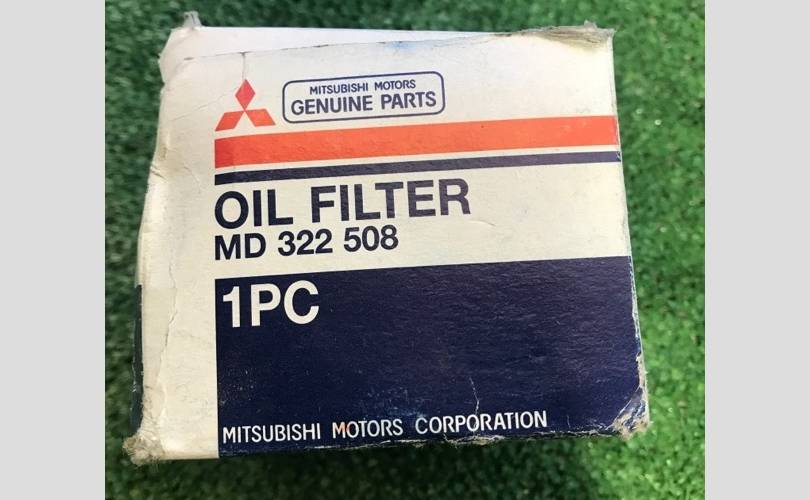 MITSUBISHI MOTORS
GENUINE PARTS
OIL FILTER
MD 322 508
1PC
MITSUBISHI MOTORS CORPORATION